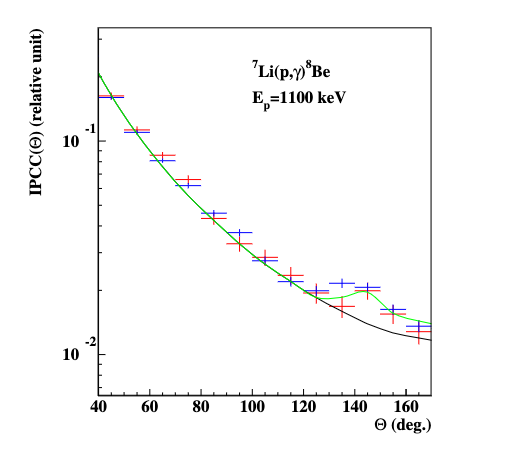 IPCC(Θ) (relative unit)
⁷Li(p,γ)⁸Be
Eₚ=1100 keV
10⁻¹
10⁻²
40 60 80 100 120 140 160
Θ (deg.)